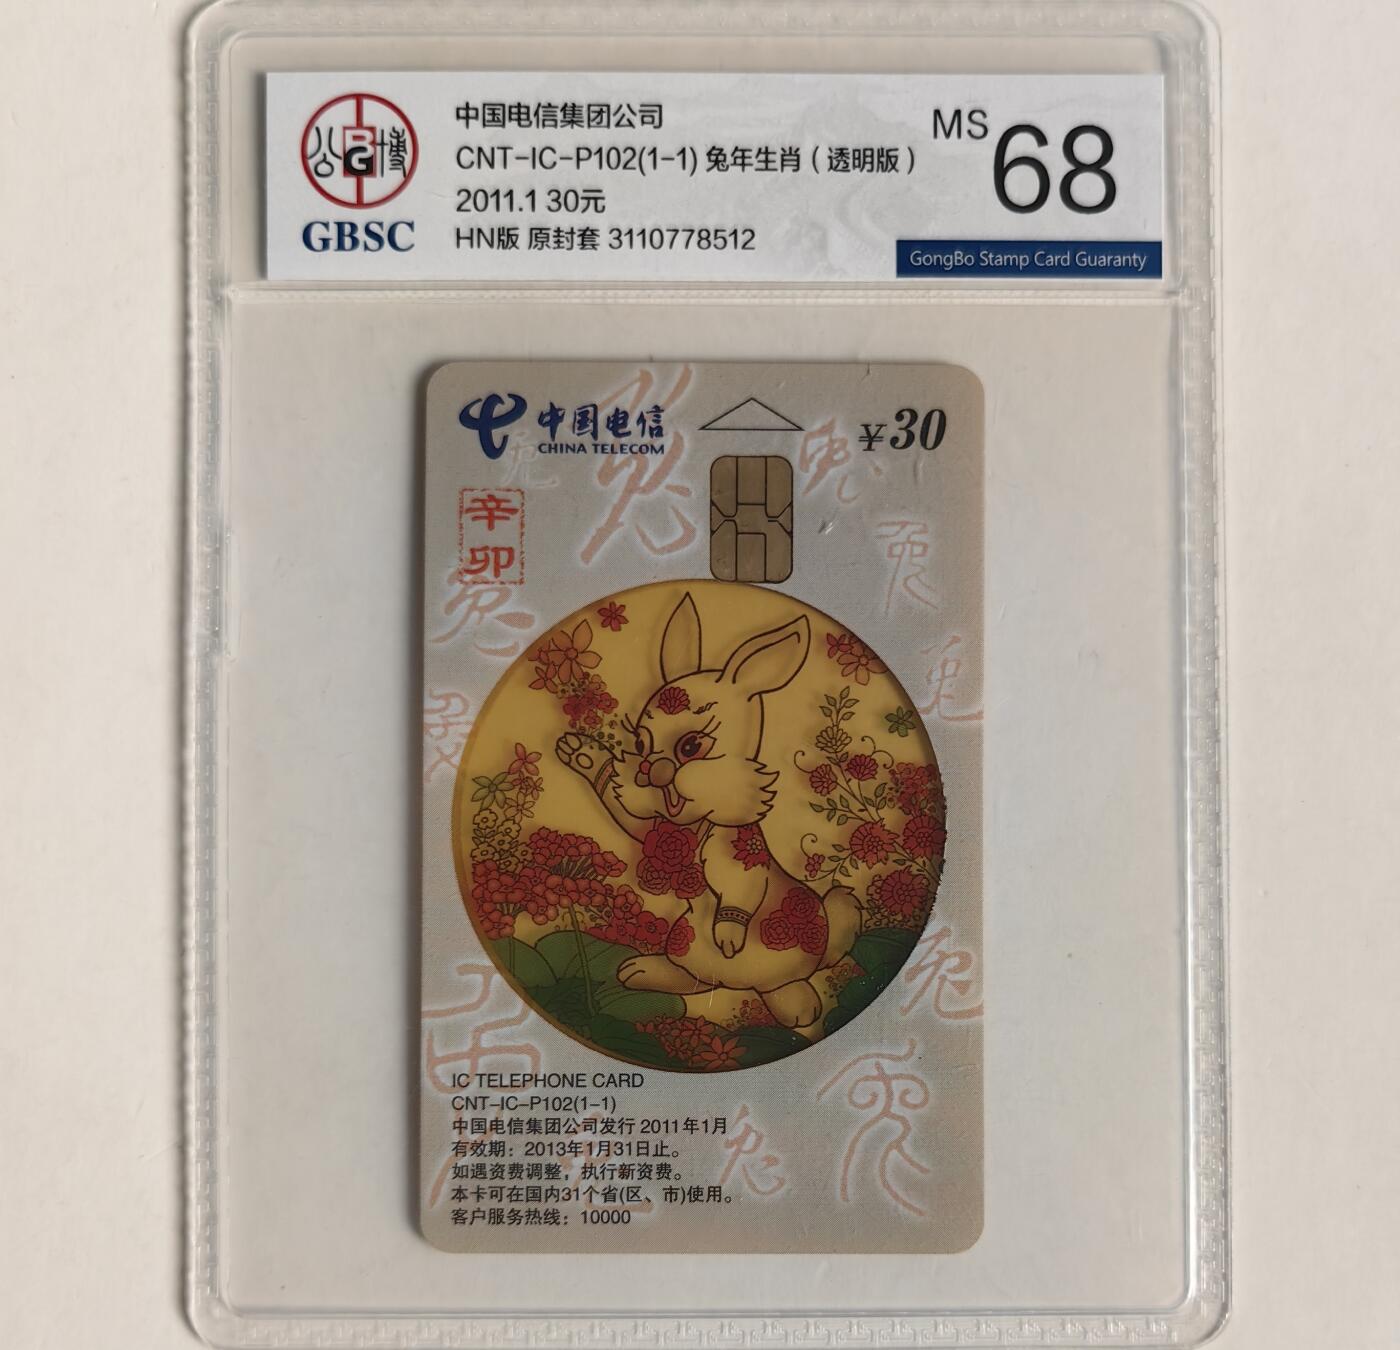 公博
BG
GBSC
中国电信集团公司
CNT-IC-P102(1-1) 兔年生肖（透明版）
2011.1 30元
HN版 原封套 3110778512
MS 68
GongBo Stamp Card Guaranty
中国电信
CHINA TELECOM
¥30
辛卯
兔
IC TELEPHONE CARD
CNT-IC-P102(1-1)
中国电信集团公司发行 2011年1月
有效期：2013年1月31日止。
如遇资费调整，执行新资费。
本卡可在国内31个省(区、市)使用。
客户服务热线：10000